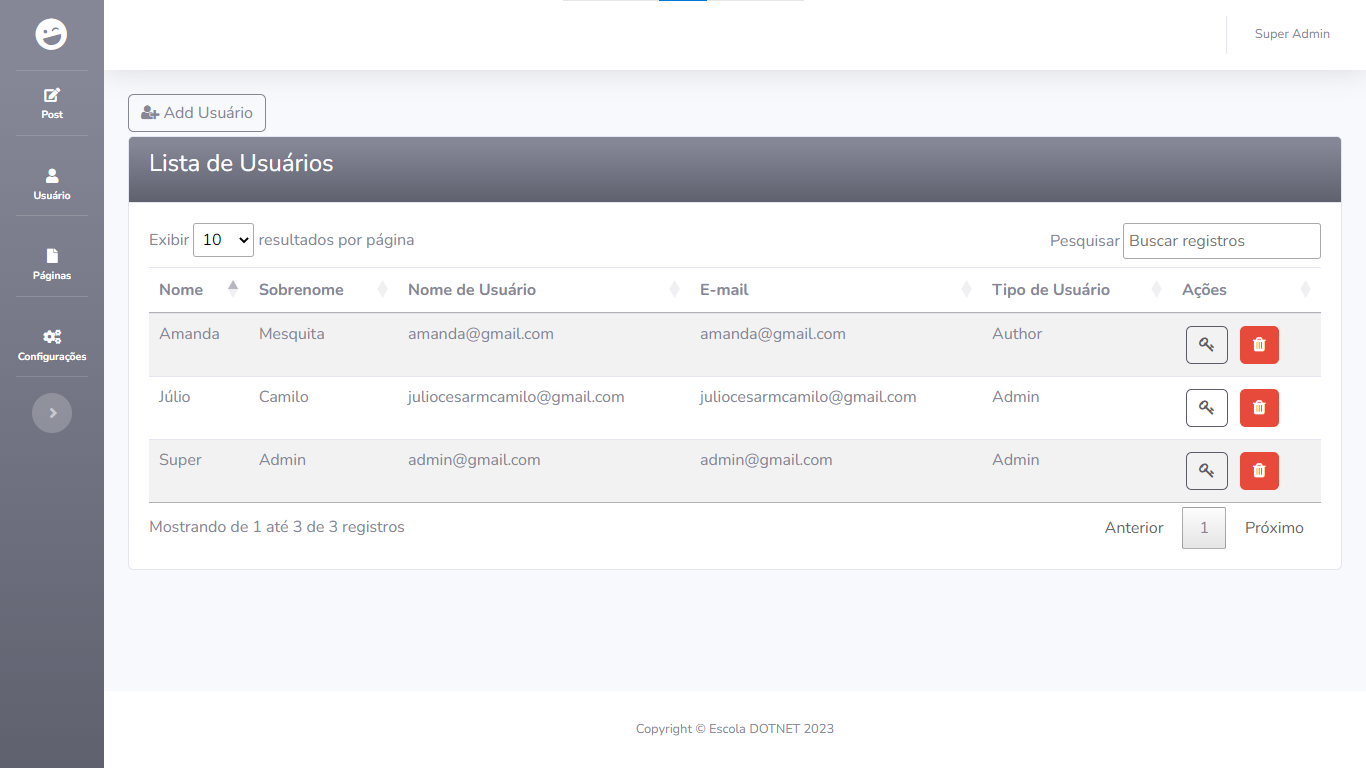 Super Admin
Post
Usuário
Páginas
Configurações
Add Usuário
Lista de Usuários
Exibir 10 resultados por página
Pesquisar Buscar registros
Nome Sobrenome Nome de Usuário E-mail Tipo de Usuário Ações
Amanda Mesquita amanda@gmail.com amanda@gmail.com Author
Júlio Camilo juliocesarmcamilo@gmail.com juliocesarmcamilo@gmail.com Admin
Super Admin admin@gmail.com admin@gmail.com Admin
Mostrando de 1 até 3 de 3 registros
Anterior 1 Próximo
Copyright © Escola DOTNET 2023